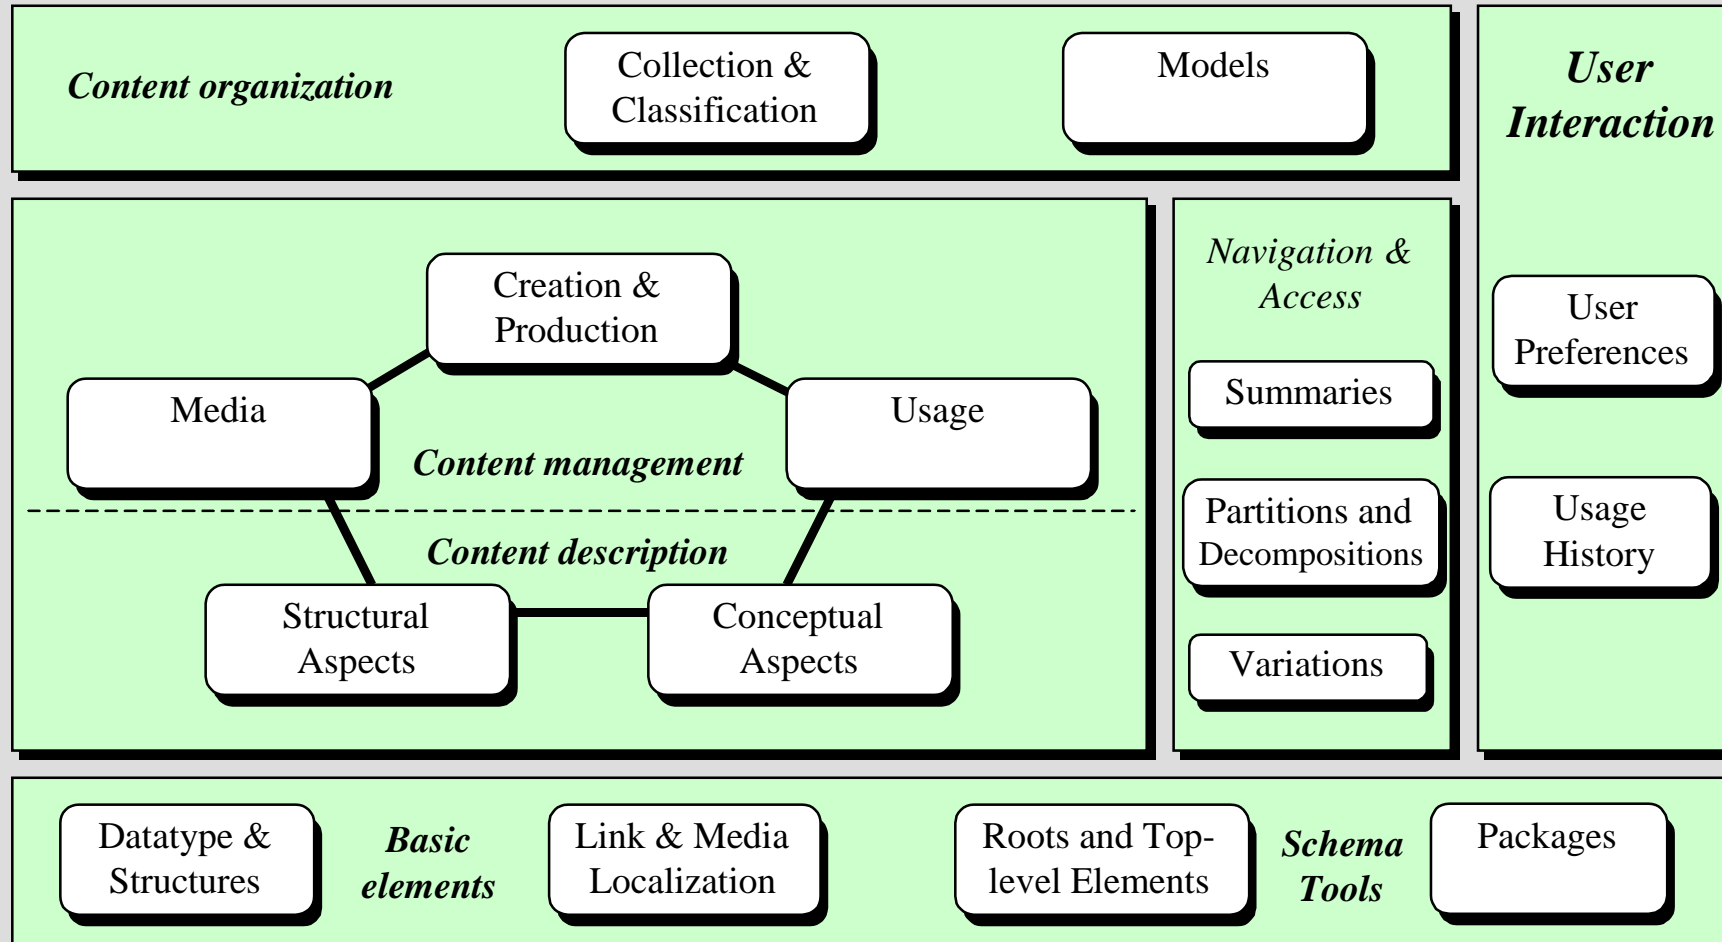 Content organization
Collection &
Classification
Models
User
Interaction
Creation &
Production
Media
Usage
Content management
Content description
Structural
Aspects
Conceptual
Aspects
Navigation &
Access
Summaries
Partitions and
Decompositions
Variations
User
Preferences
Usage
History
Datatype &
Structures
Basic
elements
Link & Media
Localization
Roots and Top-
level Elements
Schema
Tools
Packages